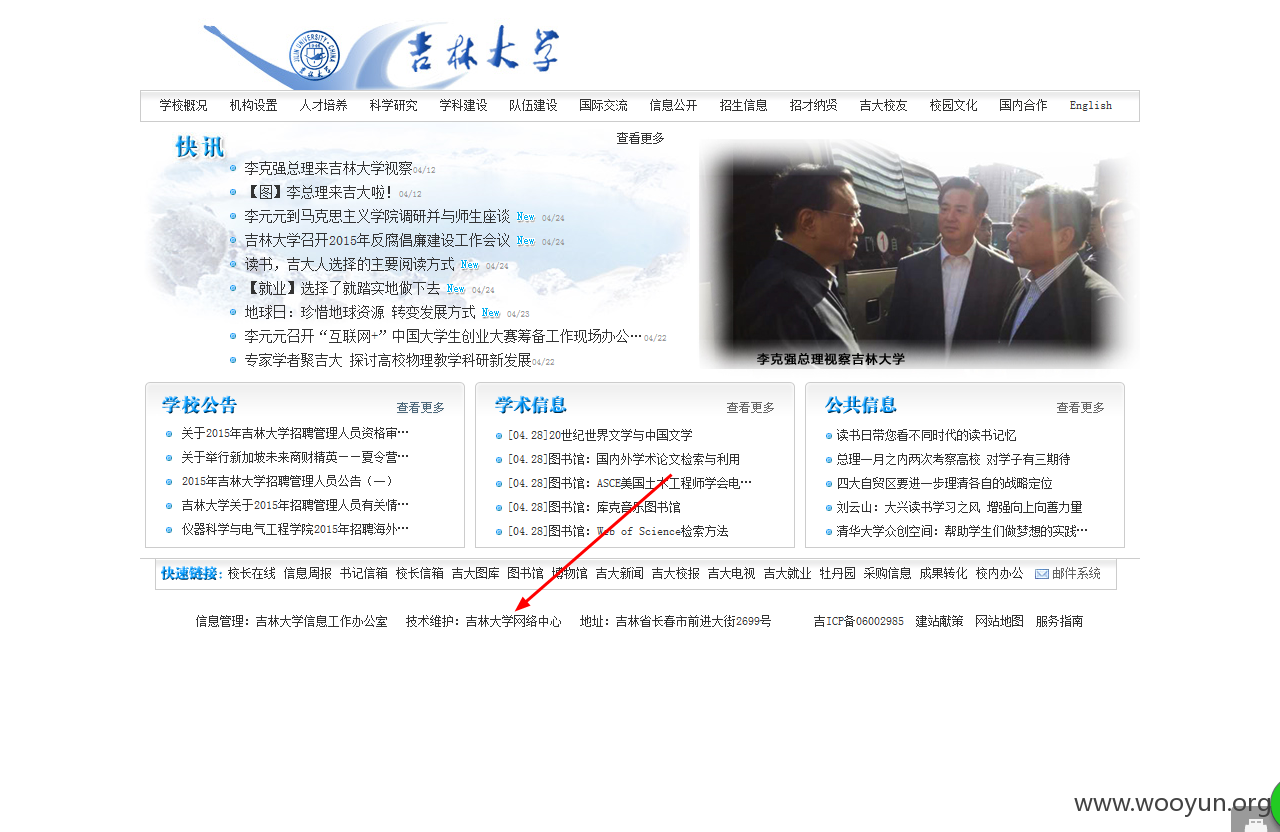 JILIN UNIVERSITY CHINA
1946
吉林大学
吉林大学
学校概况 机构设置 人才培养 科学研究 学科建设 队伍建设 国际交流 信息公开 招生信息 招才纳贤 吉大校友 校园文化 国内合作 English
快讯
查看更多
李克强总理来吉林大学视察04/12
【图】李总理来吉大啦！ 04/12
李元元到马克思主义学院调研并与师生座谈 New 04/24
吉林大学召开2015年反腐倡廉建设工作会议 New 04/24
读书，吉大人选择的主要阅读方式 New 04/24
【就业】选择了就踏实地做下去 New 04/24
地球日：珍惜地球资源 转变发展方式 New 04/23
李元元召开“互联网+”中国大学生创业大赛筹备工作现场办公…04/22
专家学者聚吉大 探讨高校物理教学科研新发展04/22
李克强总理视察吉林大学
学校公告 查看更多
关于2015年吉林大学招聘管理人员资格审…
关于举行新加坡未来商财精英－－夏令营…
2015年吉林大学招聘管理人员公告（一）
吉林大学关于2015年招聘管理人员有关情…
仪器科学与电气工程学院2015年招聘海外…
学术信息 查看更多
[04.28]20世纪世界文学与中国文学
[04.28]图书馆：国内外学术论文检索与利用
[04.28]图书馆：ASCE美国土木工程师学会电…
[04.28]图书馆：库克音乐图书馆
[04.28]图书馆：Web of Science检索方法
公共信息 查看更多
读书日带您看不同时代的读书记忆
总理一月之内两次考察高校 对学子有三期待
四大自贸区要进一步理清各自的战略定位
刘云山：大兴读书学习之风 增强向上向善力量
清华大学众创空间：帮助学生们做梦想的实践…
快速链接: 校长在线 信息周报 书记信箱 校长信箱 吉大图库 图书馆 博物馆 吉大新闻 吉大校报 吉大电视 吉大就业 牡丹园 采购信息 成果转化 校内办公 邮件系统
信息管理：吉林大学信息工作办公室 技术维护：吉林大学网络中心 地址：吉林省长春市前进大街2699号 吉ICP备06002985 建站献策 网站地图 服务指南
www.wooyun.org